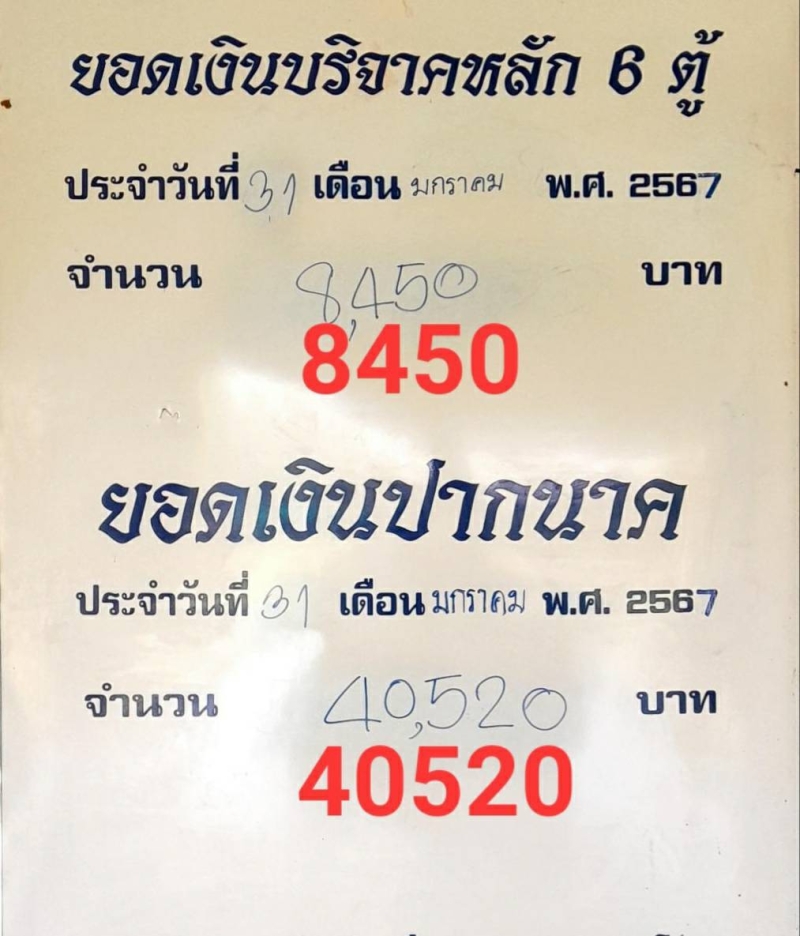 ยอดเงินบริจาคหลัก 6 ตู้
ประจำวันที่ 31 เดือน มกราคม พ.ศ. 2567
จำนวน 8,450 บาท
8450
ยอดเงินปากนาค
ประจำวันที่ 31 เดือน มกราคม พ.ศ. 2567
จำนวน 40,520 บาท
40520